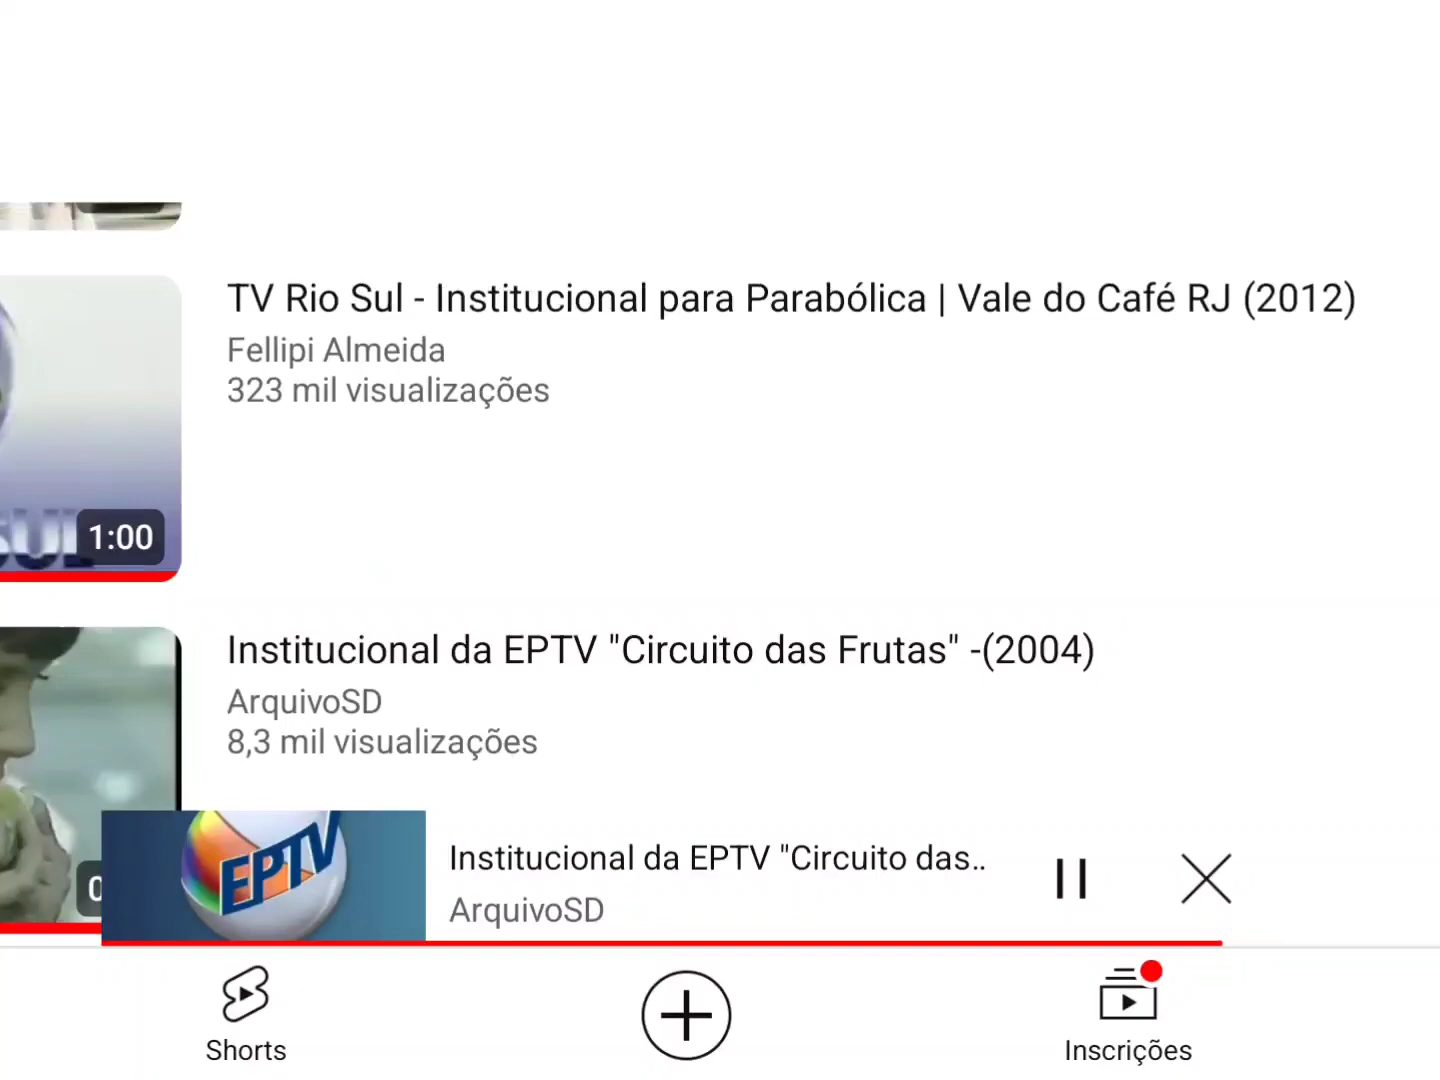 TV Rio Sul - Institucional para Parabólica | Vale do Café RJ (2012)
Fellipi Almeida
323 mil visualizações
SUL
1:00
Institucional da EPTV "Circuito das Frutas" -(2004)
ArquivoSD
8,3 mil visualizações
0
EPTV
Institucional da EPTV "Circuito das..
ArquivoSD
Shorts
Inscrições